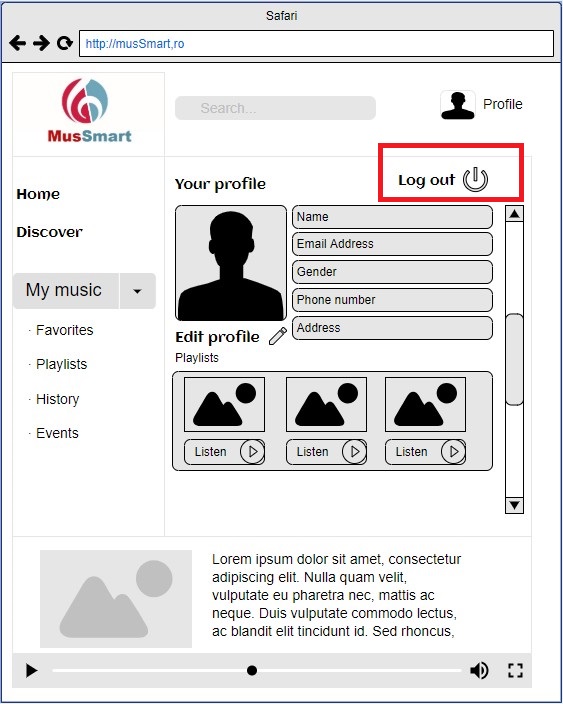 Safari
http://musSmart,ro
MusSmart
Search...
Profile
Your profile
Log out
Home
Discover
My music
· Favorites
· Playlists
· History
· Events
Name
Email Address
Gender
Phone number
Address
Edit profile
Playlists
Listen
Listen
Listen
Lorem ipsum dolor sit amet, consectetur
adipiscing elit. Nulla quam velit,
vulputate eu pharetra nec, mattis ac
neque. Duis vulputate commodo lectus,
ac blandit elit tincidunt id. Sed rhoncus,